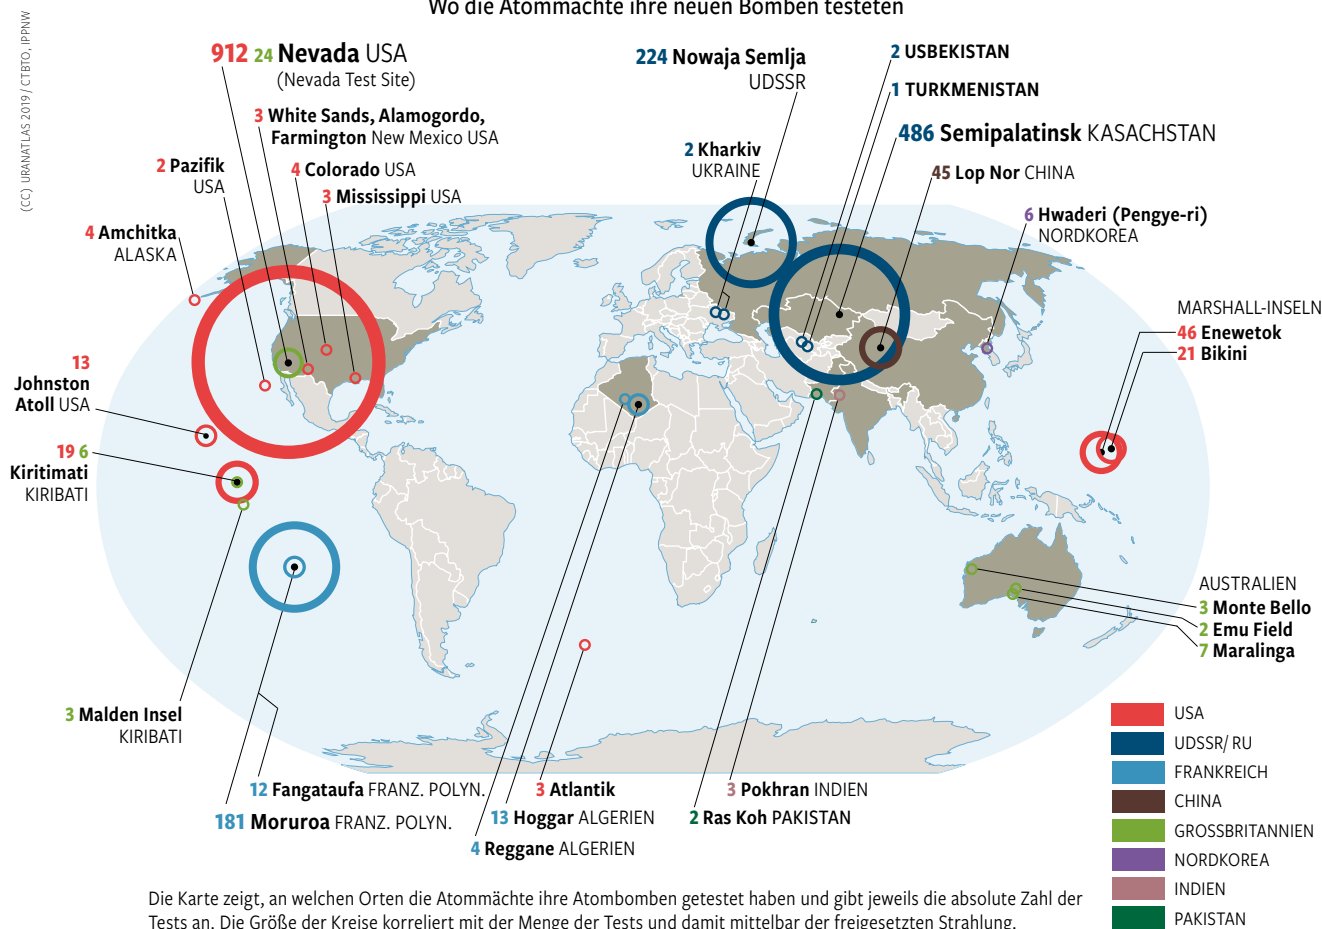 Wo die Atommächte ihre neuen Bomben testeten
(CC) URANATLAS 2019 / CTBTO, IPPNW
912 24 Nevada USA
(Nevada Test Site)
3 White Sands, Alamogordo,
Farmington New Mexico USA
2 Pazifik
USA
4 Colorado USA
3 Mississippi USA
4 Amchitka
ALASKA
224 Nowaja Semlja
UDSSR
2 USBEKISTAN
1 TURKMENISTAN
486 Semipalatinsk KASACHSTAN
2 Kharkiv
UKRAINE
45 Lop Nor CHINA
6 Hwaderi (Pengye-ri)
NORDKOREA
MARSHALL-INSELN
46 Enewetok
21 Bikini
13
Johnston
Atoll USA
19 6
Kiritimati
KIRIBATI
AUSTRALIEN
3 Monte Bello
2 Emu Field
7 Maralinga
3 Malden Insel
KIRIBATI
12 Fangataufa FRANZ. POLYN.
181 Moruroa FRANZ. POLYN.
3 Atlantik
13 Hoggar ALGERIEN
4 Reggane ALGERIEN
3 Pokhran INDIEN
2 Ras Koh PAKISTAN
USA
UDSSR/ RU
FRANKREICH
CHINA
GROSSBRITANNIEN
NORDKOREA
INDIEN
PAKISTAN
Die Karte zeigt, an welchen Orten die Atommächte ihre Atombomben getestet haben und gibt jeweils die absolute Zahl der
Tests an. Die Größe der Kreise korreliert mit der Menge der Tests und damit mittelbar der freigesetzten Strahlung.